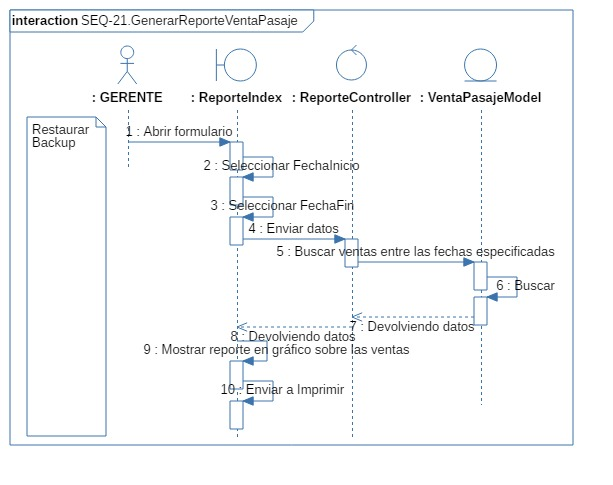 interaction SEQ-21.GenerarReporteVentaPasaje
: GERENTE
: ReporteIndex
: ReporteController
: VentaPasajeModel
Restaurar
Backup
1 : Abrir formulario
2 : Seleccionar FechaInicio
3 : Seleccionar FechaFin
4 : Enviar datos
5 : Buscar ventas entre las fechas especificadas
6 : Buscar
7 : Devolviendo datos
8 : Devolviendo datos
9 : Mostrar reporte en gráfico sobre las ventas
10 : Enviar a Imprimir